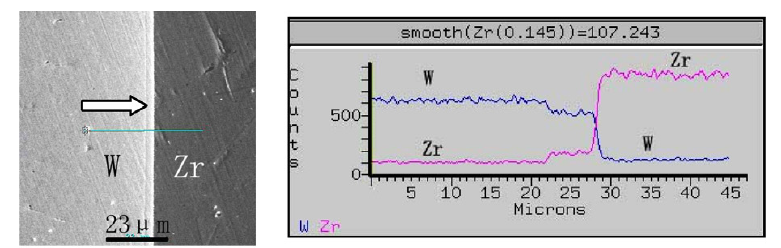 W Zr
23μm
smooth(Zr(0.145))=107.243
Counts
500
0
W
Zr
Zr
W
5 10 15 20 25 30 35 40 45
Microns
W Zr